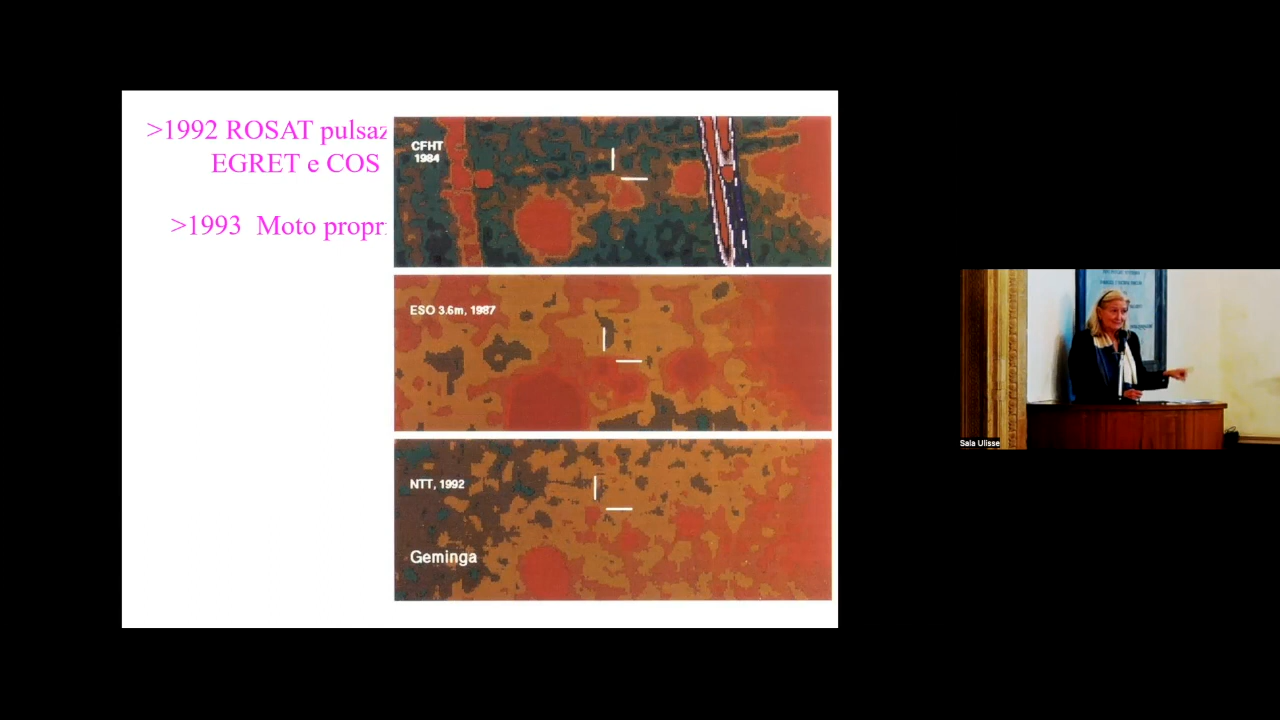 >1992 ROSAT pulsaz
EGRET e COS
>1993 Moto propr
CFHT
1984
ESO 3.6m, 1987
NTT, 1992
Geminga
Sala Ulisse